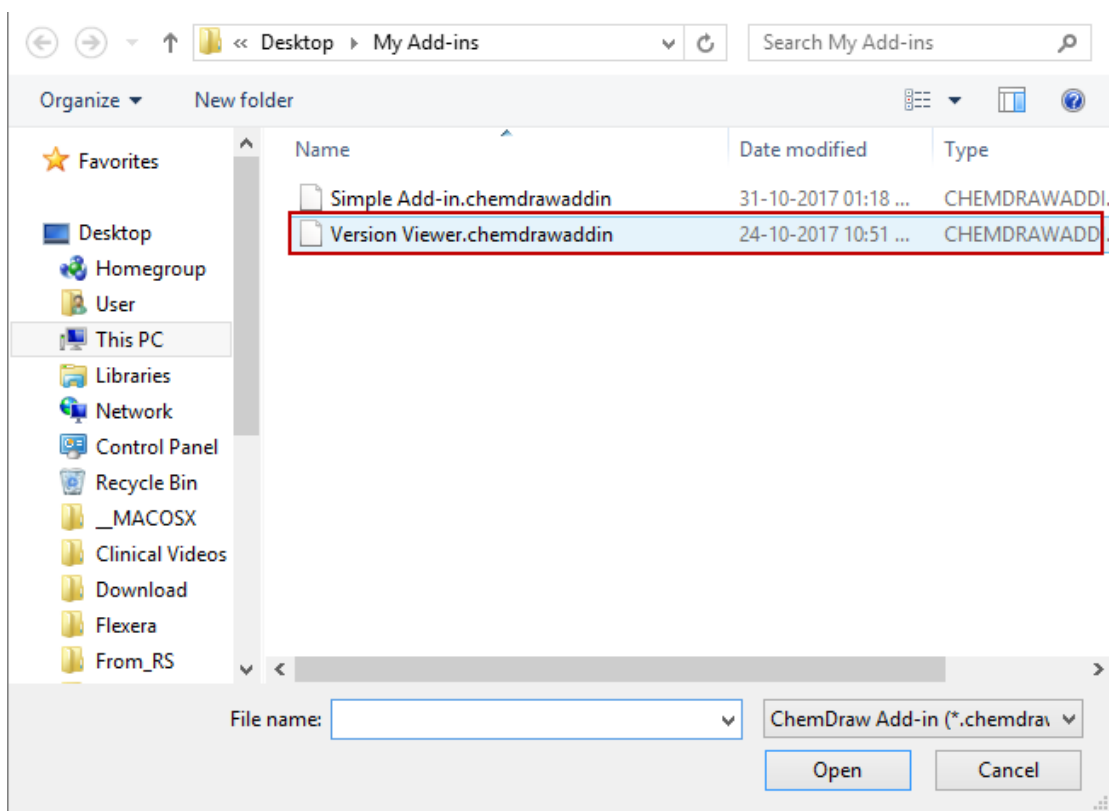 « Desktop My Add-ins Search My Add-ins
Organize New folder
Name Date modified Type
Favorites
Simple Add-in.chemdrawaddin 31-10-2017 01:18 ... CHEMDRAWADDI.
Version Viewer.chemdrawaddin 24-10-2017 10:51 ... CHEMDRAWADD
Desktop
Homegroup
User
This PC
Libraries
Network
Control Panel
Recycle Bin
__MACOSX
Clinical Videos
Download
Flexera
From_RS
File name: ChemDraw Add-in (*.chemdrav
Open Cancel